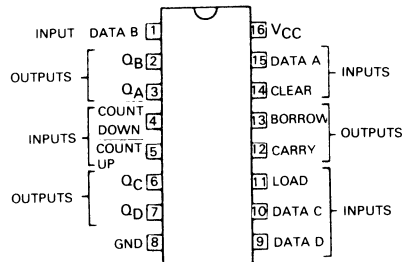 INPUT DATA B 1 16 VCC
OUTPUTS QB 2 15 DATA A INPUTS
QA 3 14 CLEAR
INPUTS COUNT DOWN 4 13 BORROW OUTPUTS
COUNT UP 5 12 CARRY
OUTPUTS QC 6 11 LOAD INPUTS
QD 7 10 DATA C
GND 8 9 DATA D